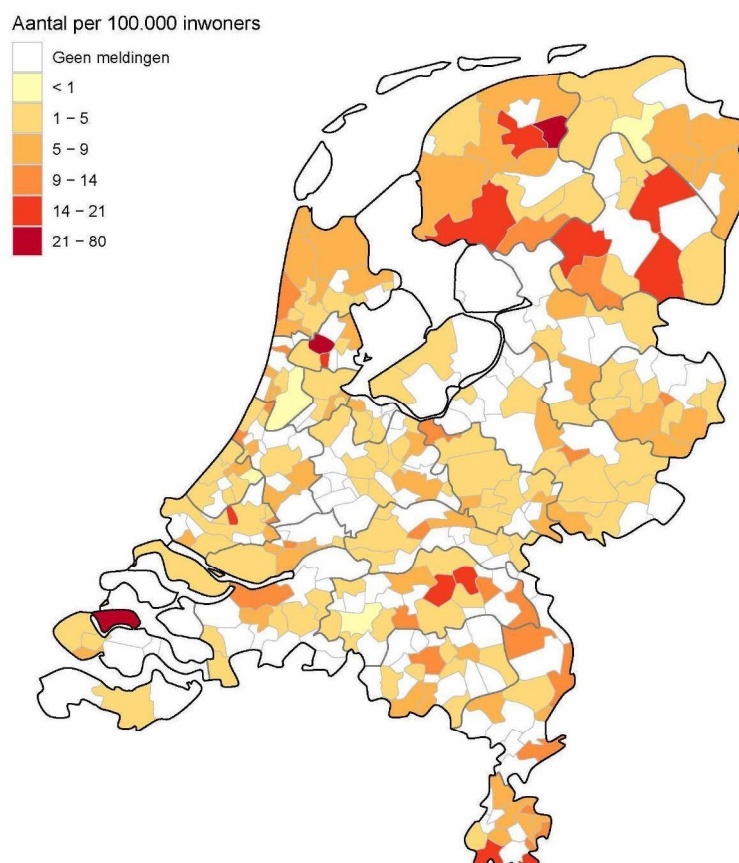 Aantal per 100.000 inwoners
Geen meldingen
< 1
1 – 5
5 – 9
9 – 14
14 – 21
21 – 80